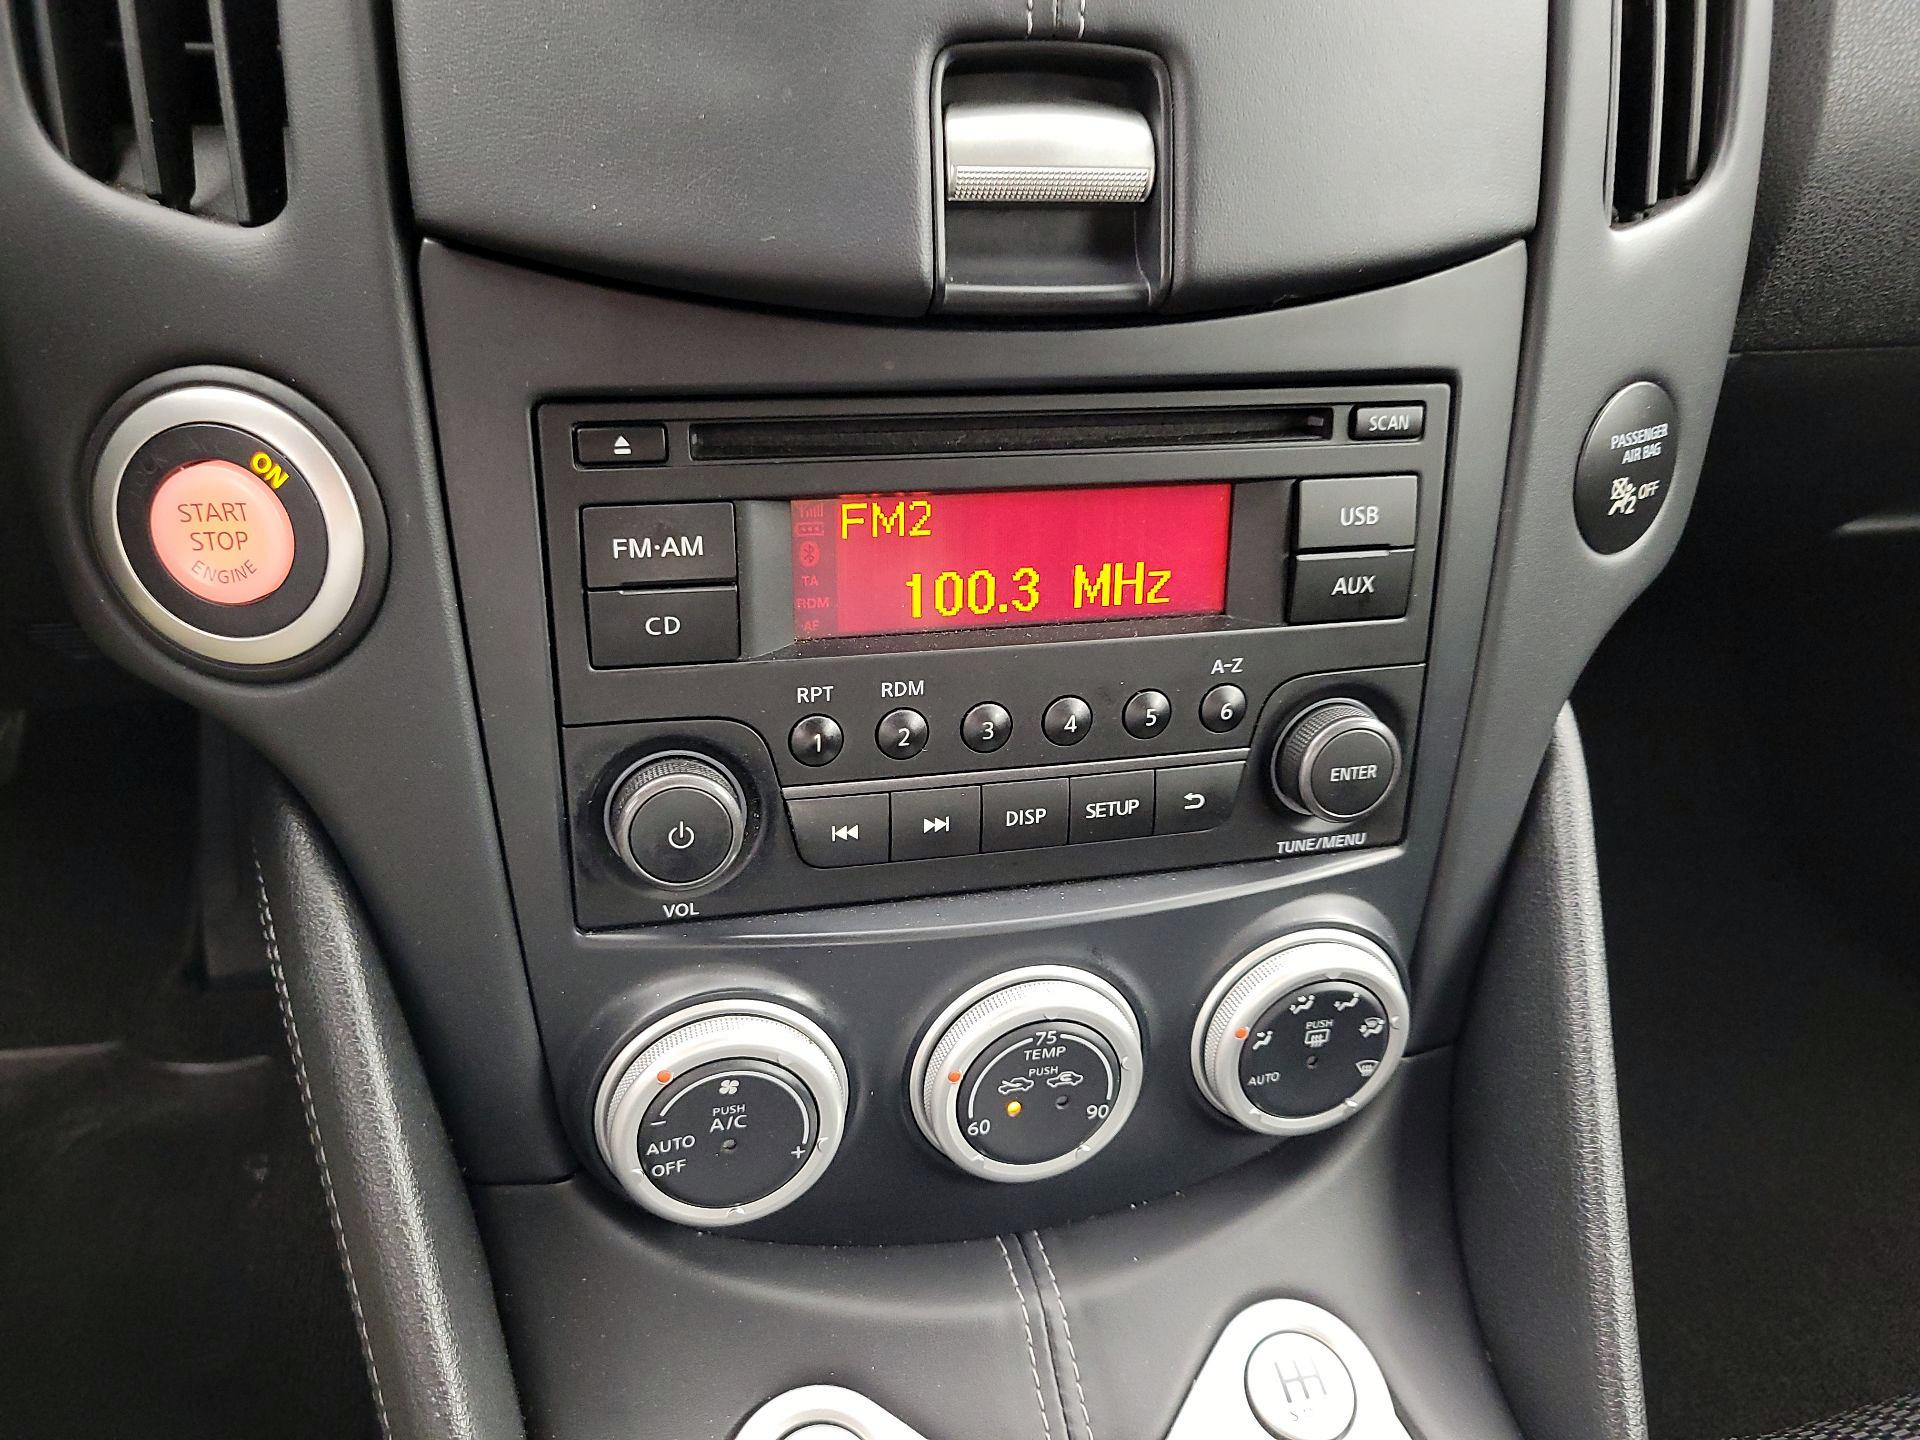 ON
START
STOP
ENGINE
SCAN
FM·AM
CD
FM2
100.3 MHz
TA
RDM
AF
USB
AUX
PASSENGER
AIR BAG
OFF
2
RPT
RDM
A-Z
1
2
3
4
5
6
DISP
SETUP
ENTER
TUNE/MENU
VOL
PUSH
A/C
AUTO
OFF
- +
75
TEMP
PUSH
60
90
PUSH
AUTO